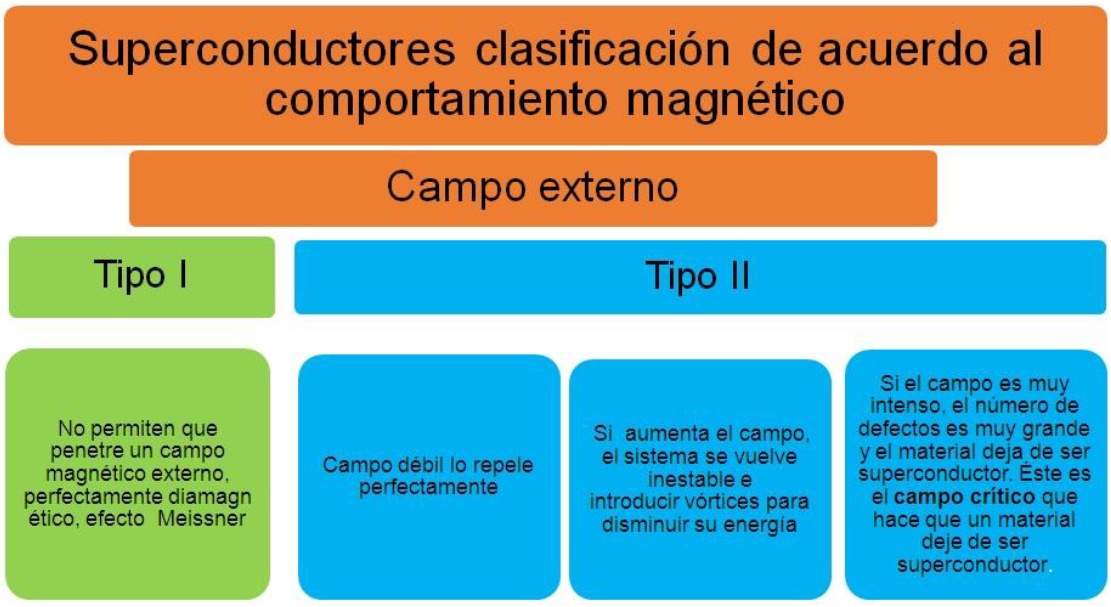 Superconductores clasificación de acuerdo al
comportamiento magnético
Campo externo
Tipo I
Tipo II
No permiten que
penetre un campo
magnético externo,
perfectamente diamagn
ético, efecto Meissner
Campo débil lo repele
perfectamente
Si aumenta el campo,
el sistema se vuelve
inestable e
introducir vórtices para
disminuir su energía
Si el campo es muy
intenso, el número de
defectos es muy grande
y el material deja de ser
superconductor. Éste es
el campo crítico que
hace que un material
deje de ser
superconductor.